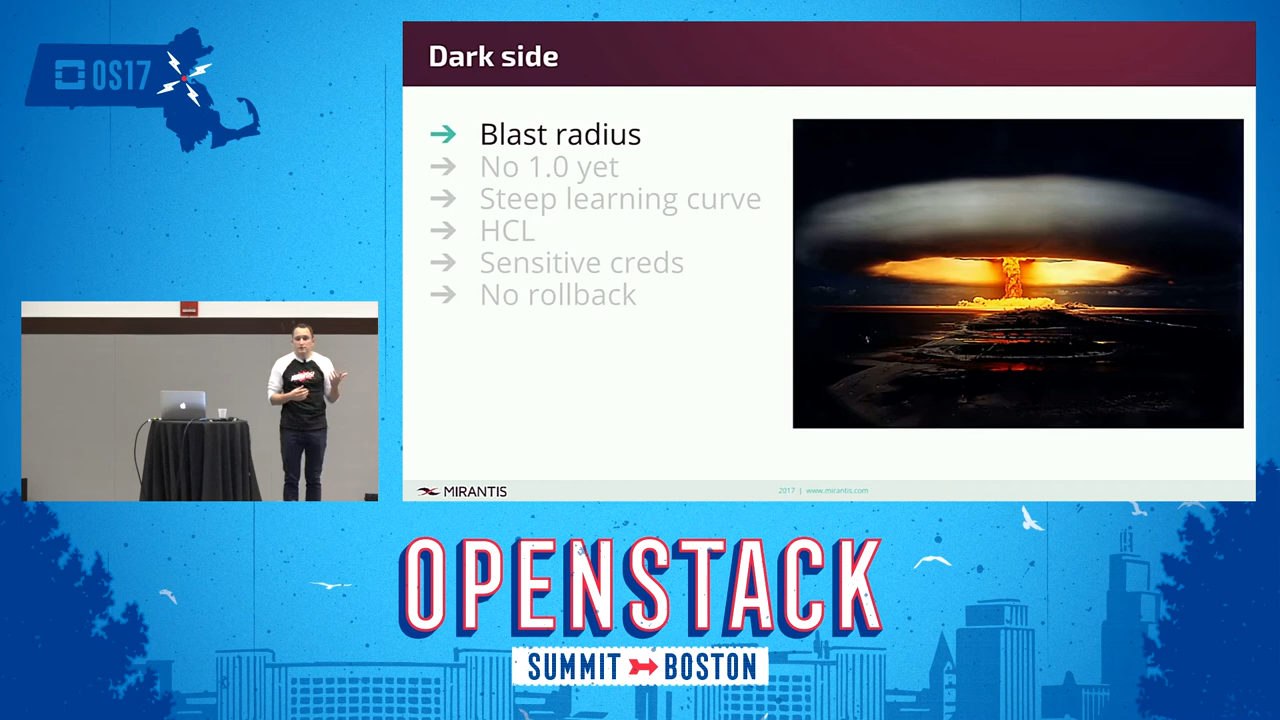 OS17
Dark side
→ Blast radius
→ No 1.0 yet
→ Steep learning curve
→ HCL
→ Sensitive creds
→ No rollback
MIRANTIS
2017 | www.mirantis.com
OPENSTACK
SUMMIT BOSTON